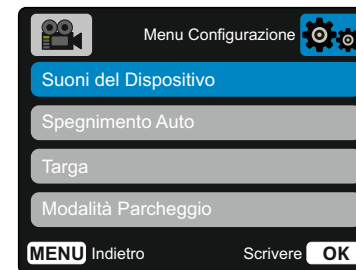 Menu Configurazione
Suoni del Dispositivo
Spegnimento Auto
Targa
Modalità Parcheggio
MENU Indietro Scrivere OK